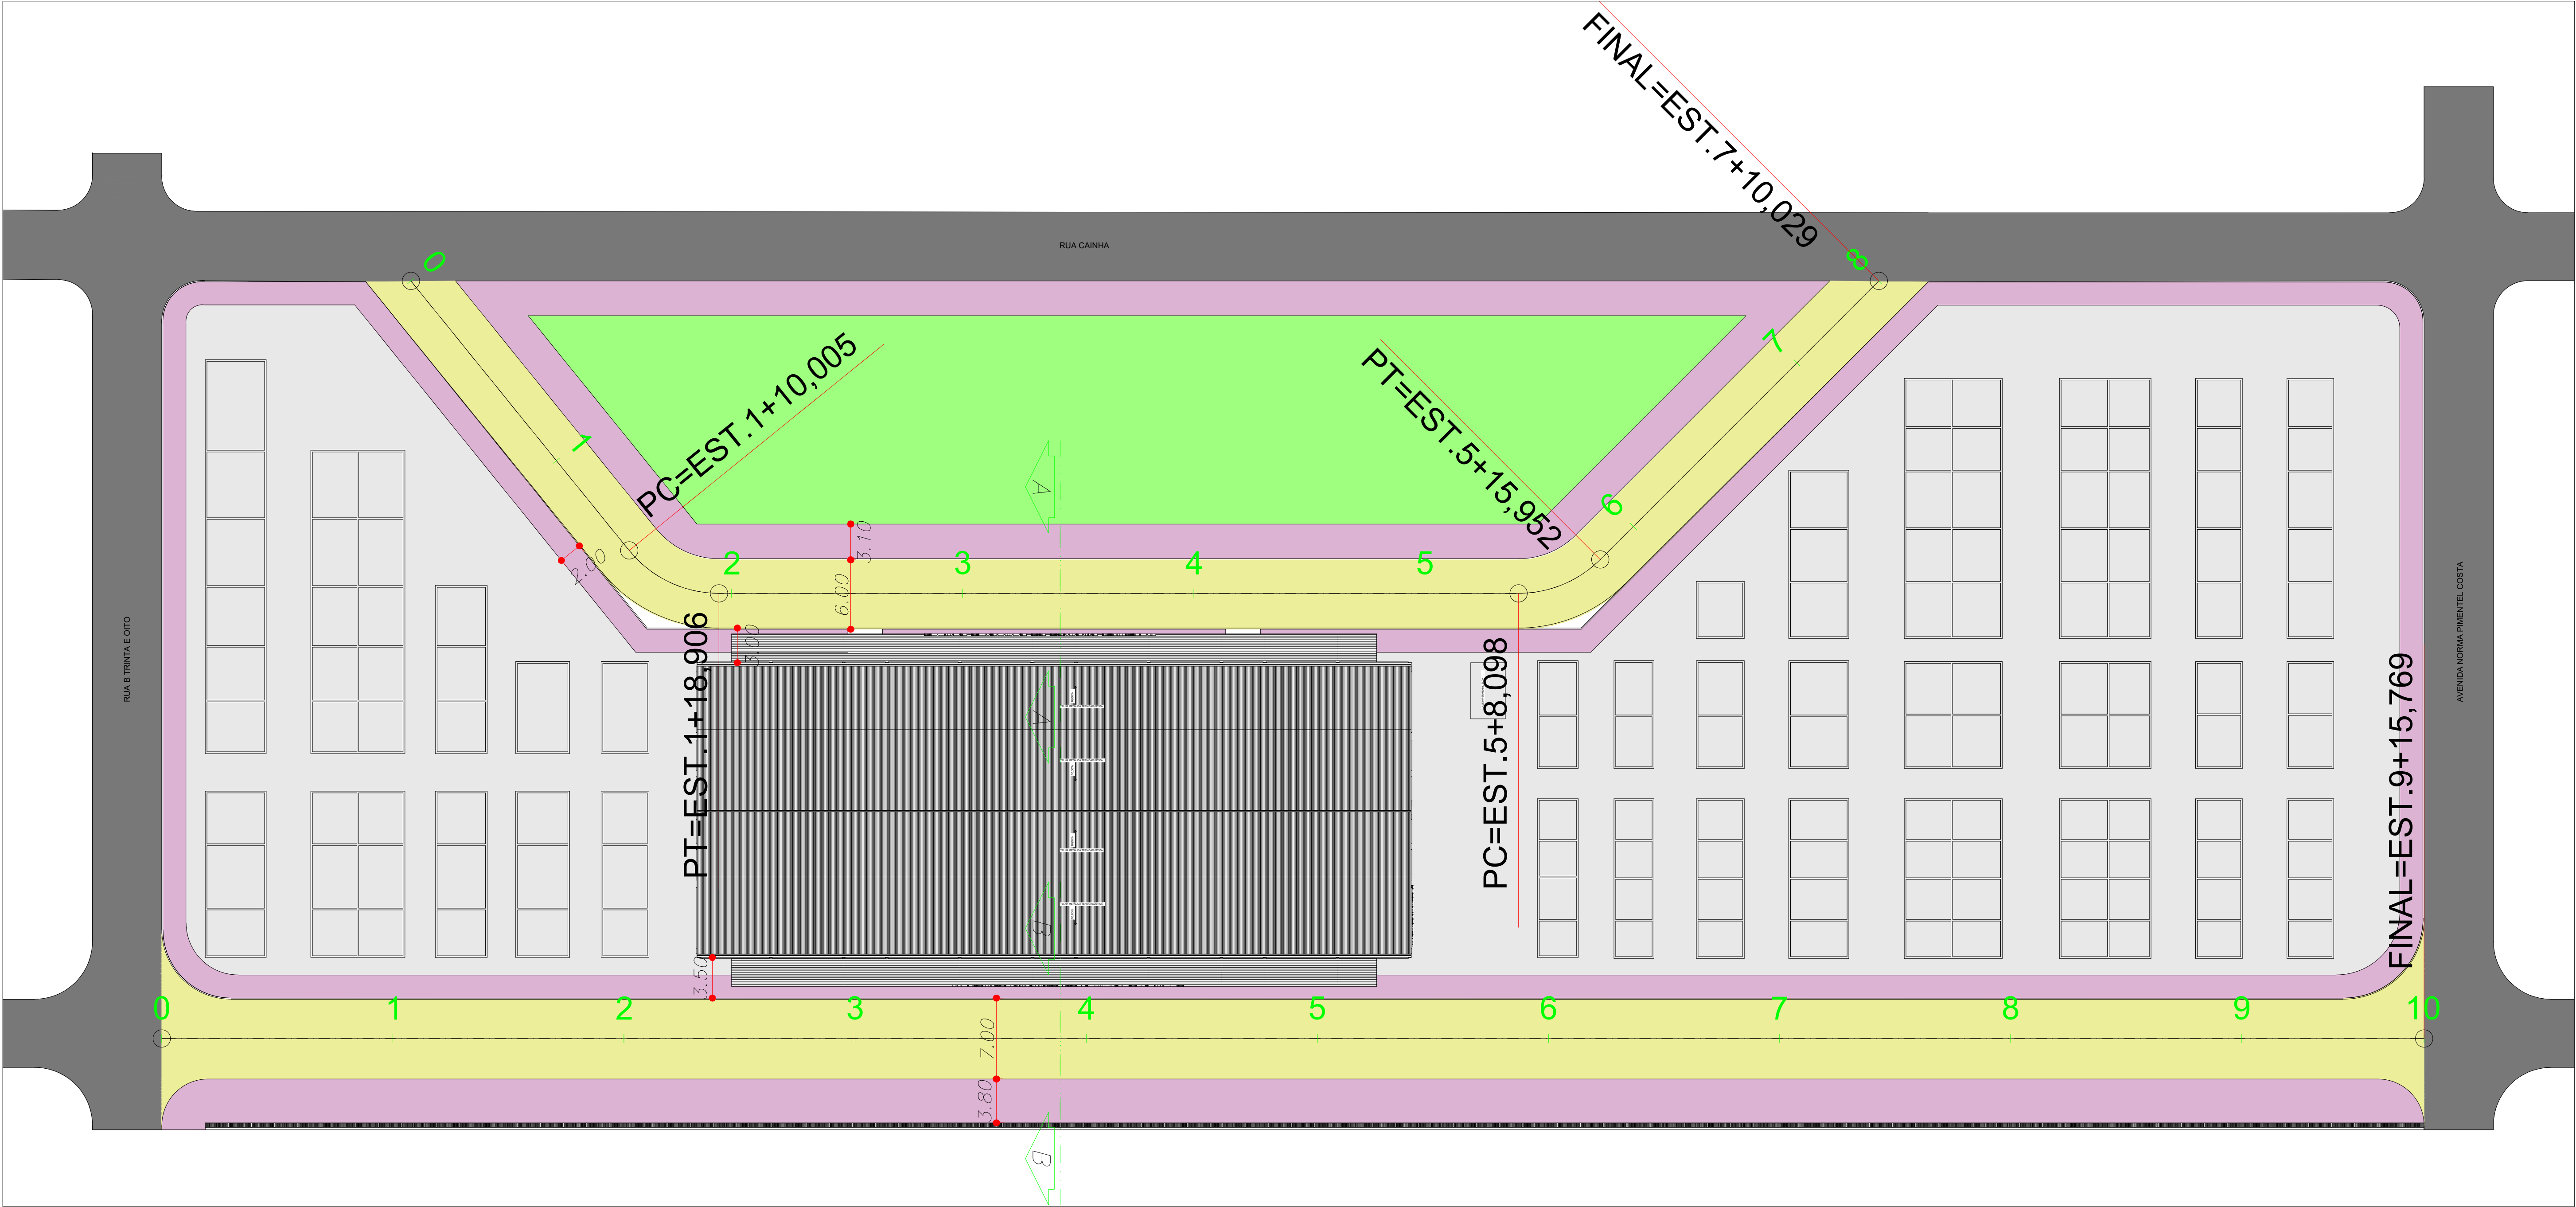 FINAL=EST.7+10,029
RUA CAINHA
0
8
7
PC=EST.1+10,005
PT=EST.5+15,952
1
6
A
3.10
2.00
2
3
4
5
6.00
3.00
PT=EST.1+18,906
PC=EST.5+8,098
FINAL=EST.9+15,769
RUA B TRINTA E OITO
AVENIDA NORMA PIMENTEL COSTA
A
B
3.50
0
1
2
3
4
5
6
7
8
9
10
7.00
3.80
B